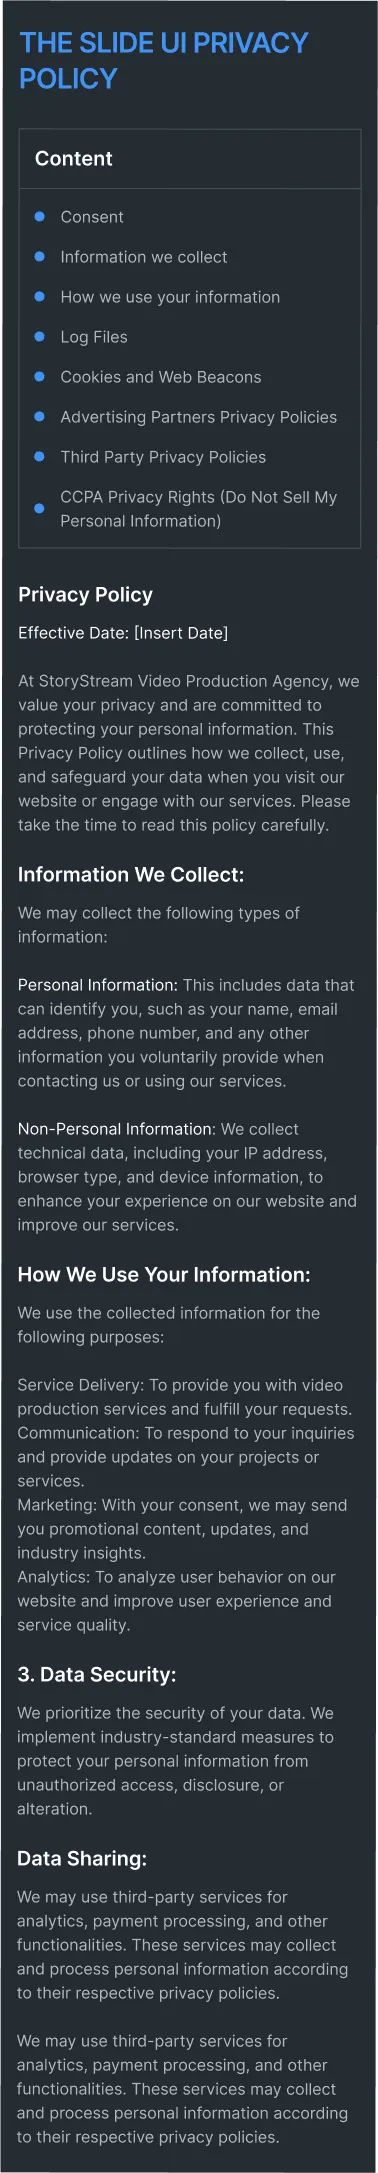 THE SLIDE UI PRIVACY
POLICY
Content
Consent
Information we collect
How we use your information
Log Files
Cookies and Web Beacons
Advertising Partners Privacy Policies
Third Party Privacy Policies
CCPA Privacy Rights (Do Not Sell My
Personal Information)
Privacy Policy
Effective Date: [Insert Date]
At StoryStream Video Production Agency, we
value your privacy and are committed to
protecting your personal information. This
Privacy Policy outlines how we collect, use,
and safeguard your data when you visit our
website or engage with our services. Please
take the time to read this policy carefully.
Information We Collect:
We may collect the following types of
information:
Personal Information: This includes data that
can identify you, such as your name, email
address, phone number, and any other
information you voluntarily provide when
contacting us or using our services.
Non-Personal Information: We collect
technical data, including your IP address,
browser type, and device information, to
enhance your experience on our website and
improve our services.
How We Use Your Information:
We use the collected information for the
following purposes:
Service Delivery: To provide you with video
production services and fulfill your requests.
Communication: To respond to your inquiries
and provide updates on your projects or
services.
Marketing: With your consent, we may send
you promotional content, updates, and
industry insights.
Analytics: To analyze user behavior on our
website and improve user experience and
service quality.
3. Data Security:
We prioritize the security of your data. We
implement industry-standard measures to
protect your personal information from
unauthorized access, disclosure, or
alteration.
Data Sharing:
We may use third-party services for
analytics, payment processing, and other
functionalities. These services may collect
and process personal information according
to their respective privacy policies.
We may use third-party services for
analytics, payment processing, and other
functionalities. These services may collect
and process personal information according
to their respective privacy policies.